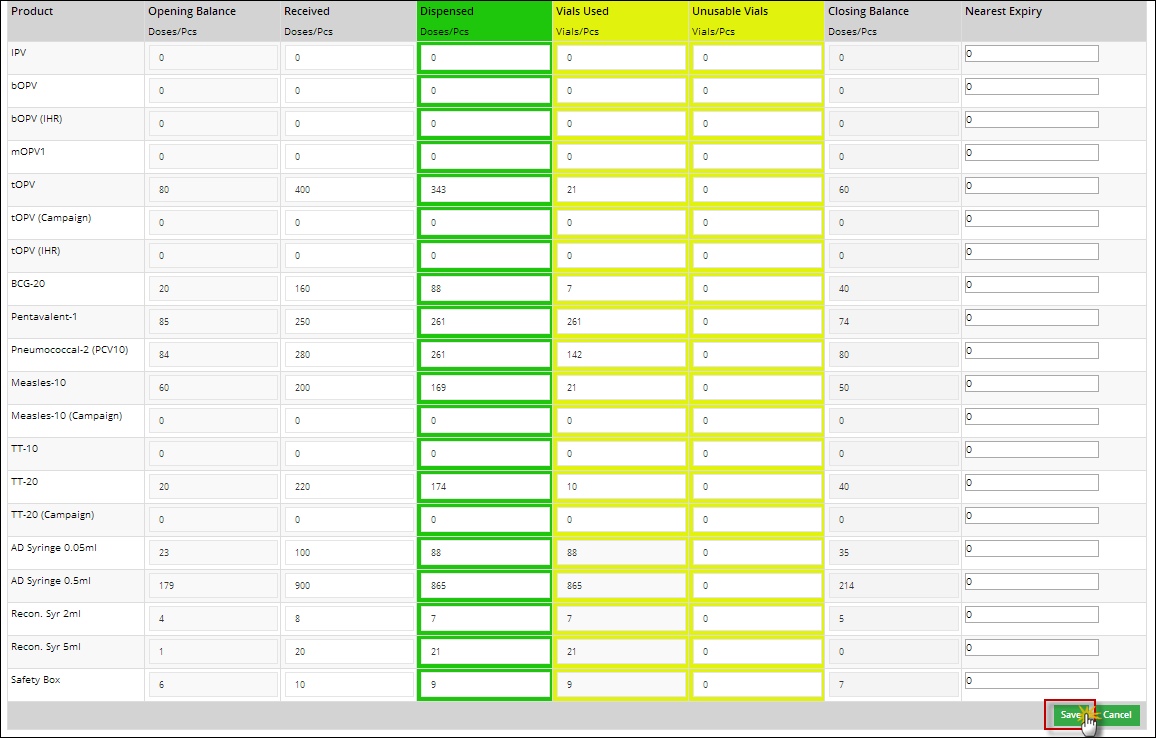 Product Opening Balance Received Dispensed Vials Used Unusable Vials Closing Balance Nearest Expiry
Doses/Pcs Doses/Pcs Doses/Pcs Vials/Pcs Vials/Pcs Doses/Pcs
IPV 0 0 0 0 0 0 0
bOPV 0 0 0 0 0 0 0
bOPV (IHR) 0 0 0 0 0 0 0
mOPV1 0 0 0 0 0 0 0
tOPV 80 400 343 21 0 60 0
tOPV (Campaign) 0 0 0 0 0 0 0
tOPV (IHR) 0 0 0 0 0 0 0
BCG-20 20 160 88 7 0 40 0
Pentavalent-1 85 250 261 261 0 74 0
Pneumococcal-2 (PCV10) 84 280 261 142 0 80 0
Measles-10 60 200 169 21 0 50 0
Measles-10 (Campaign) 0 0 0 0 0 0 0
TT-10 0 0 0 0 0 0 0
TT-20 20 220 174 10 0 40 0
TT-20 (Campaign) 0 0 0 0 0 0 0
AD Syringe 0.05ml 23 100 88 88 0 35 0
AD Syringe 0.5ml 179 900 865 865 0 214 0
Recon. Syr 2ml 4 8 7 7 0 5 0
Recon. Syr 5ml 1 20 21 21 0 0 0
Safety Box 6 10 9 9 0 7 0
Save Cancel